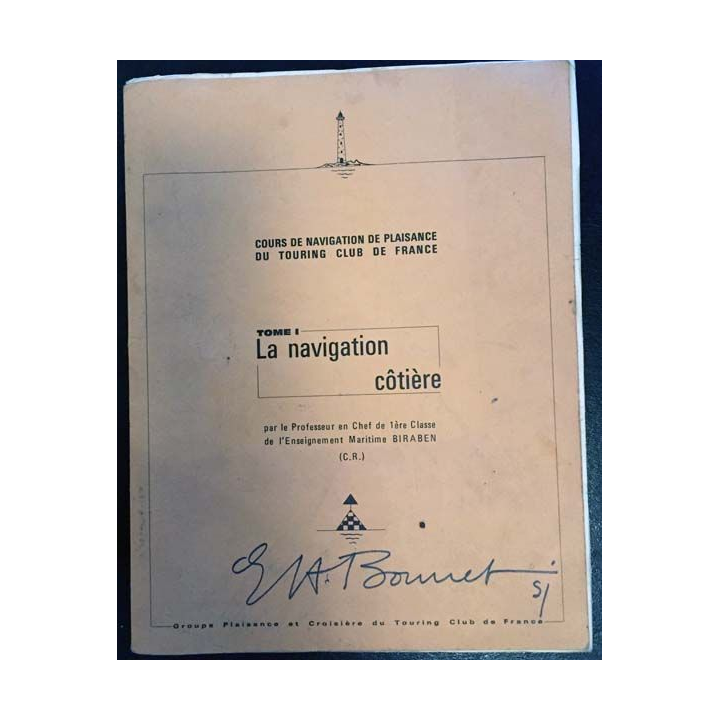 COURS DE NAVIGATION DE PLAISANCE
DU TOURING CLUB DE FRANCE
TOME I
La navigation
côtière
par le Professeur en Chef de 1ère Classe
de l'Enseignement Maritime BIRABEN
(C.R.)
Bonnet
Groupe Plaisance et Croisière du Touring Club de France